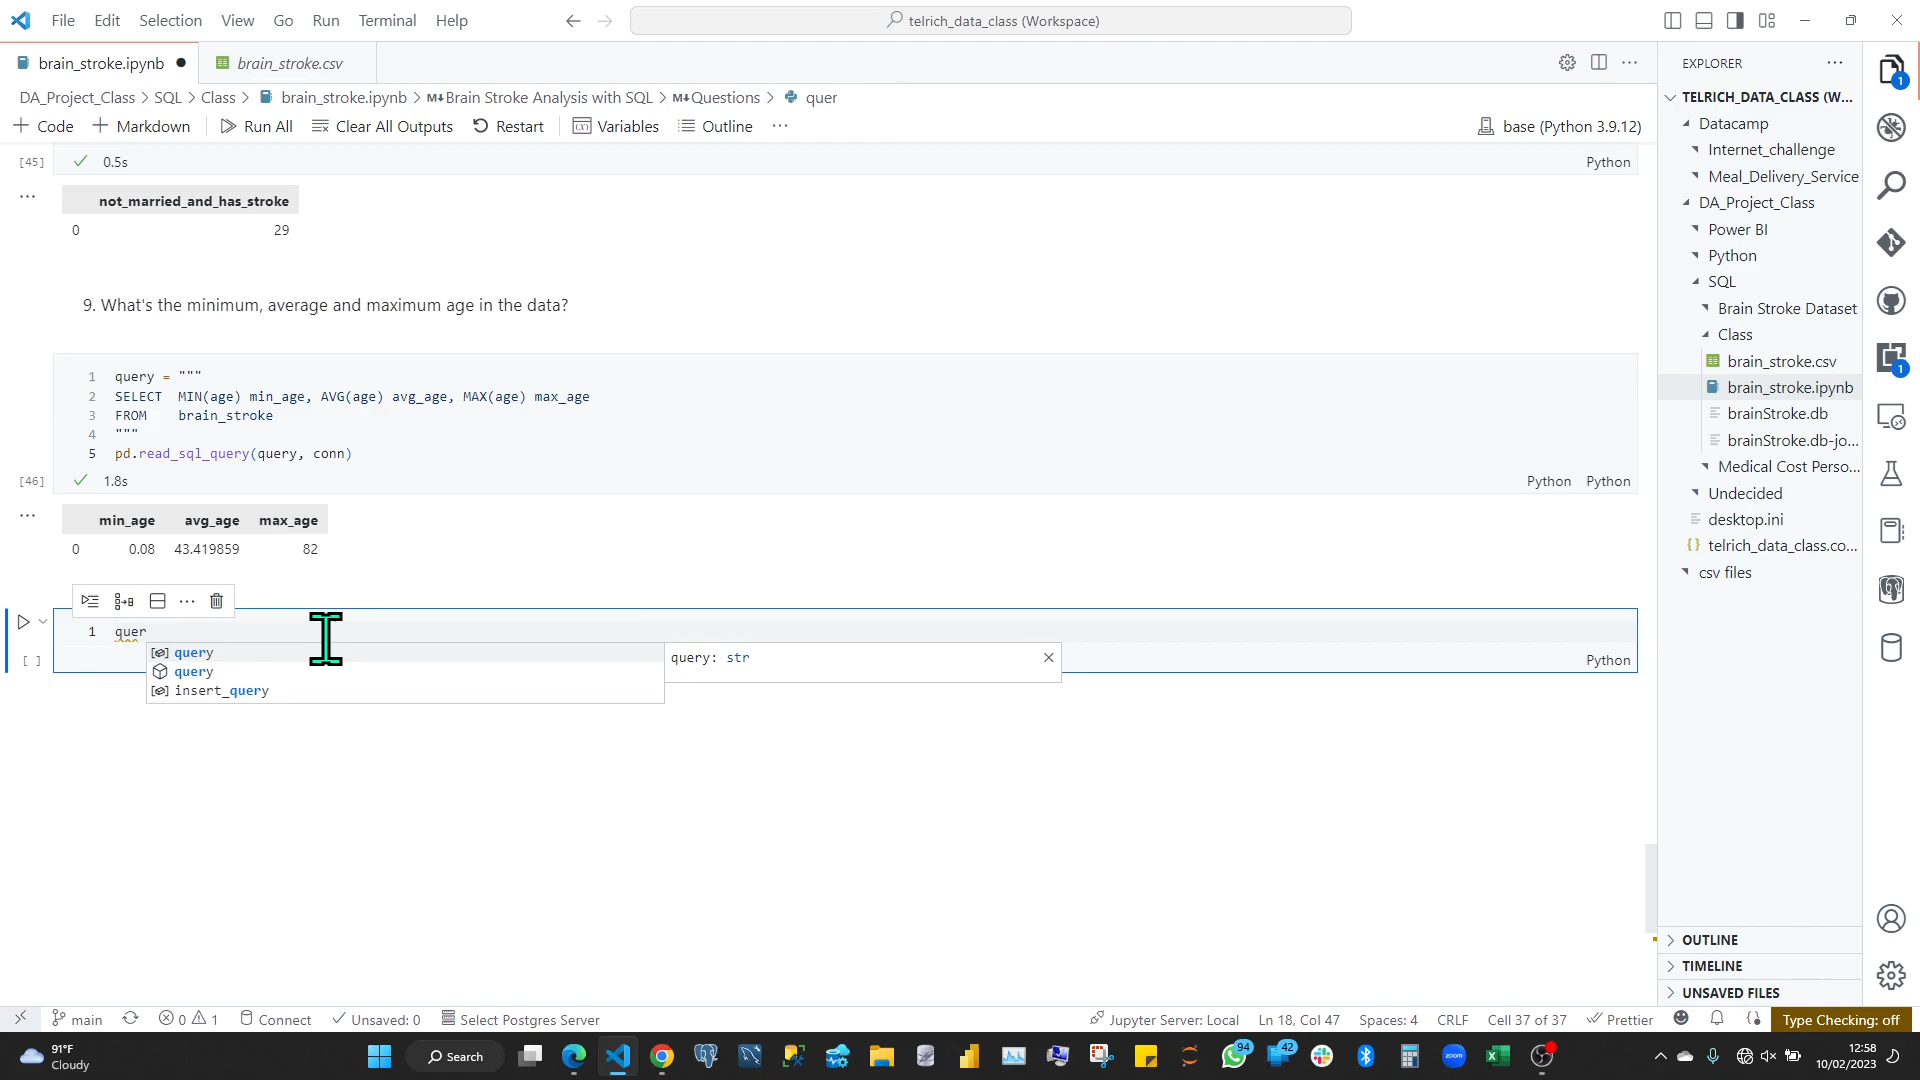 File Edit Selection View Go Run Terminal Help
telrich_data_class (Workspace)
brain_stroke.ipynb
brain_stroke.csv
DA_Project_Class > SQL > Class > brain_stroke.ipynb > M↓Brain Stroke Analysis with SQL > M↓Questions > quer
Code Markdown Run All Clear All Outputs Restart Variables Outline ...
base (Python 3.9.12)
[45] 0.5s Python
... not_married_and_has_stroke
0 29
9. What's the minimum, average and maximum age in the data?
1 query = """
2 SELECT MIN(age) min_age, AVG(age) avg_age, MAX(age) max_age
3 FROM brain_stroke
4 """
5 pd.read_sql_query(query, conn)
[46] 1.8s Python Python
... min_age avg_age max_age
0 0.08 43.419859 82
1 quer
query
query
insert_query
query: str
[ ] Python
EXPLORER ...
TELRICH_DATA_CLASS (W...
Datacamp
Internet_challenge
Meal_Delivery_Service
DA_Project_Class
Power BI
Python
SQL
Brain Stroke Dataset
Class
brain_stroke.csv
brain_stroke.ipynb
brainStroke.db
brainStroke.db-jo...
Medical Cost Perso...
Undecided
desktop.ini
telrich_data_class.co...
csv files
OUTLINE
TIMELINE
UNSAVED FILES
1
1
main 0 1 Connect Unsaved: 0 Select Postgres Server
Jupyter Server: Local Ln 18, Col 47 Spaces: 4 CRLF Cell 37 of 37 Prettier Type Checking: off
91°F
Cloudy
Search
94
42
zoom
12:58
10/02/2023